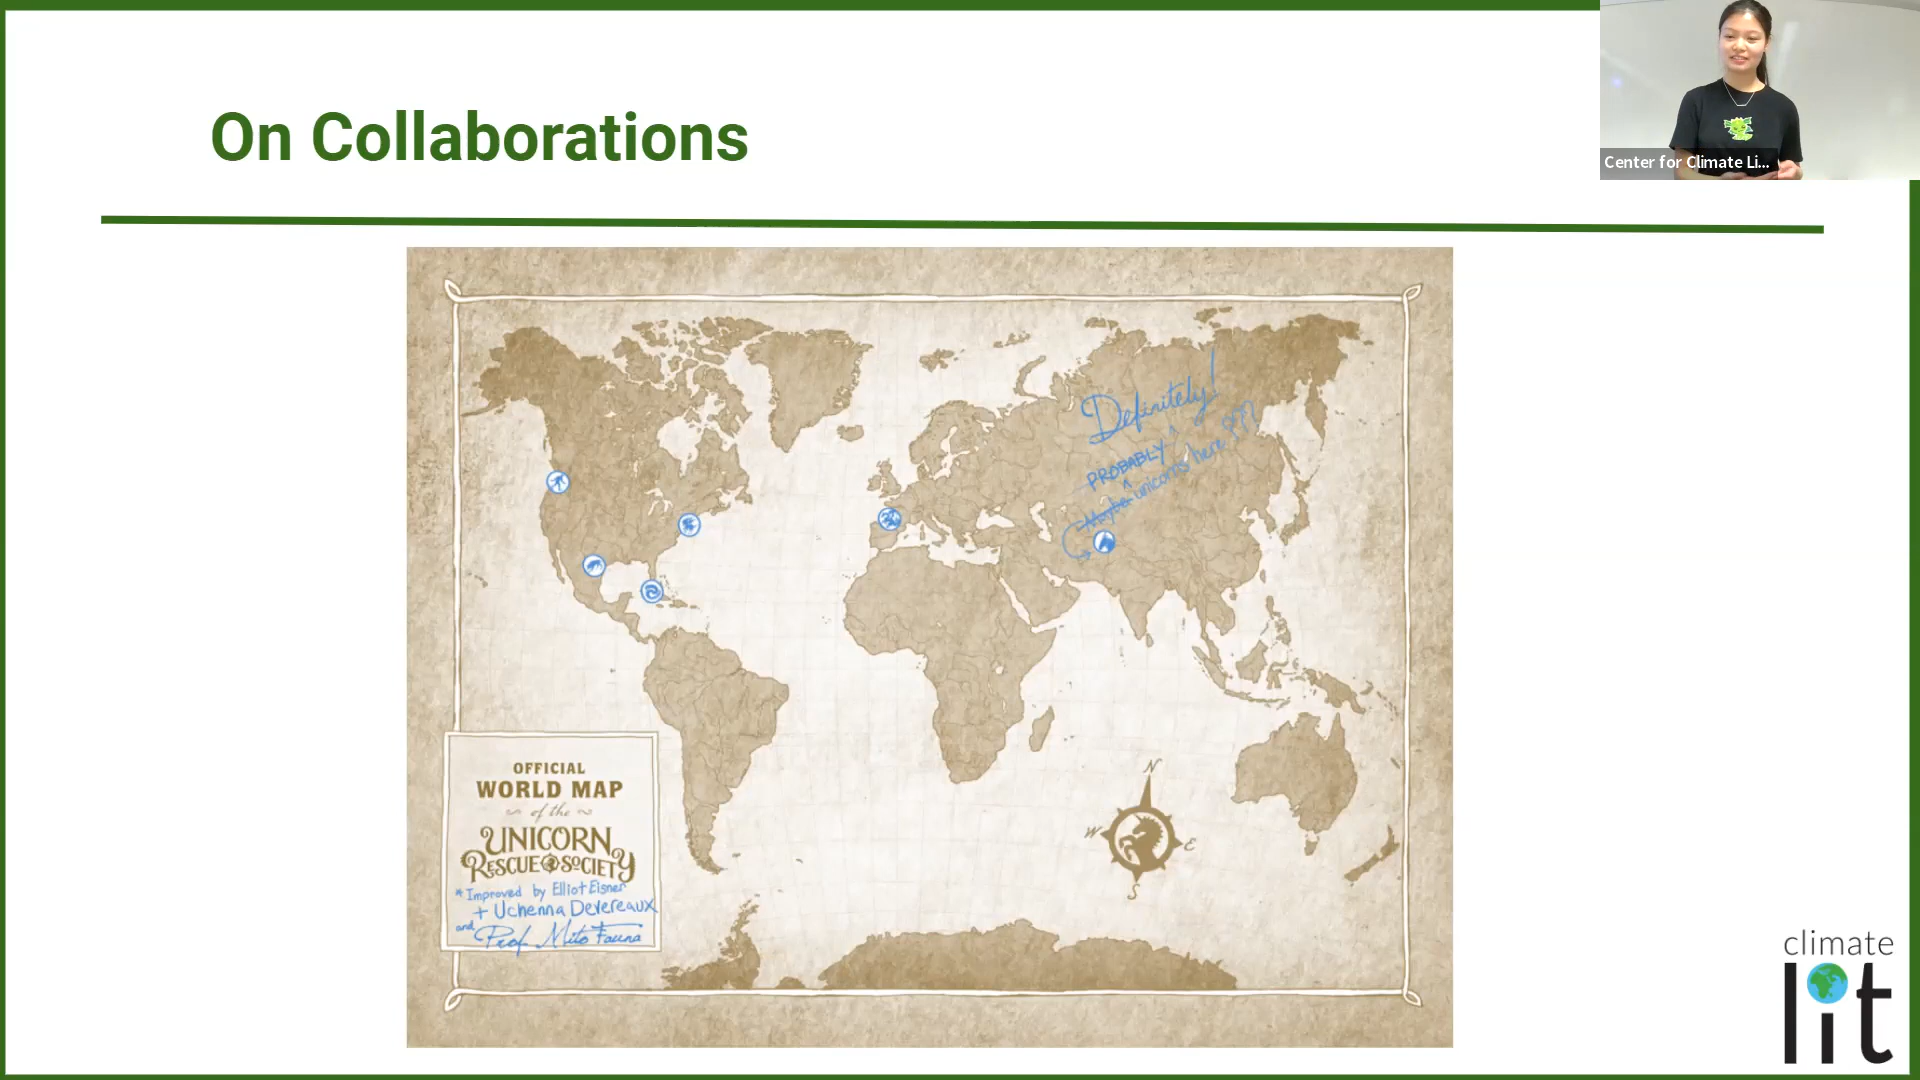 On Collaborations
Center for Climate Li...
Definitely!
PROBABLY
Maybe unicorns here???
N
W
E
S
OFFICIAL
WORLD MAP
of the
UNICORN
RESCUE SOCIETY
* Improved by Elliot Eisner
+ Uchenna Devereaux
and Prof. Mito Fauna
climate
lit